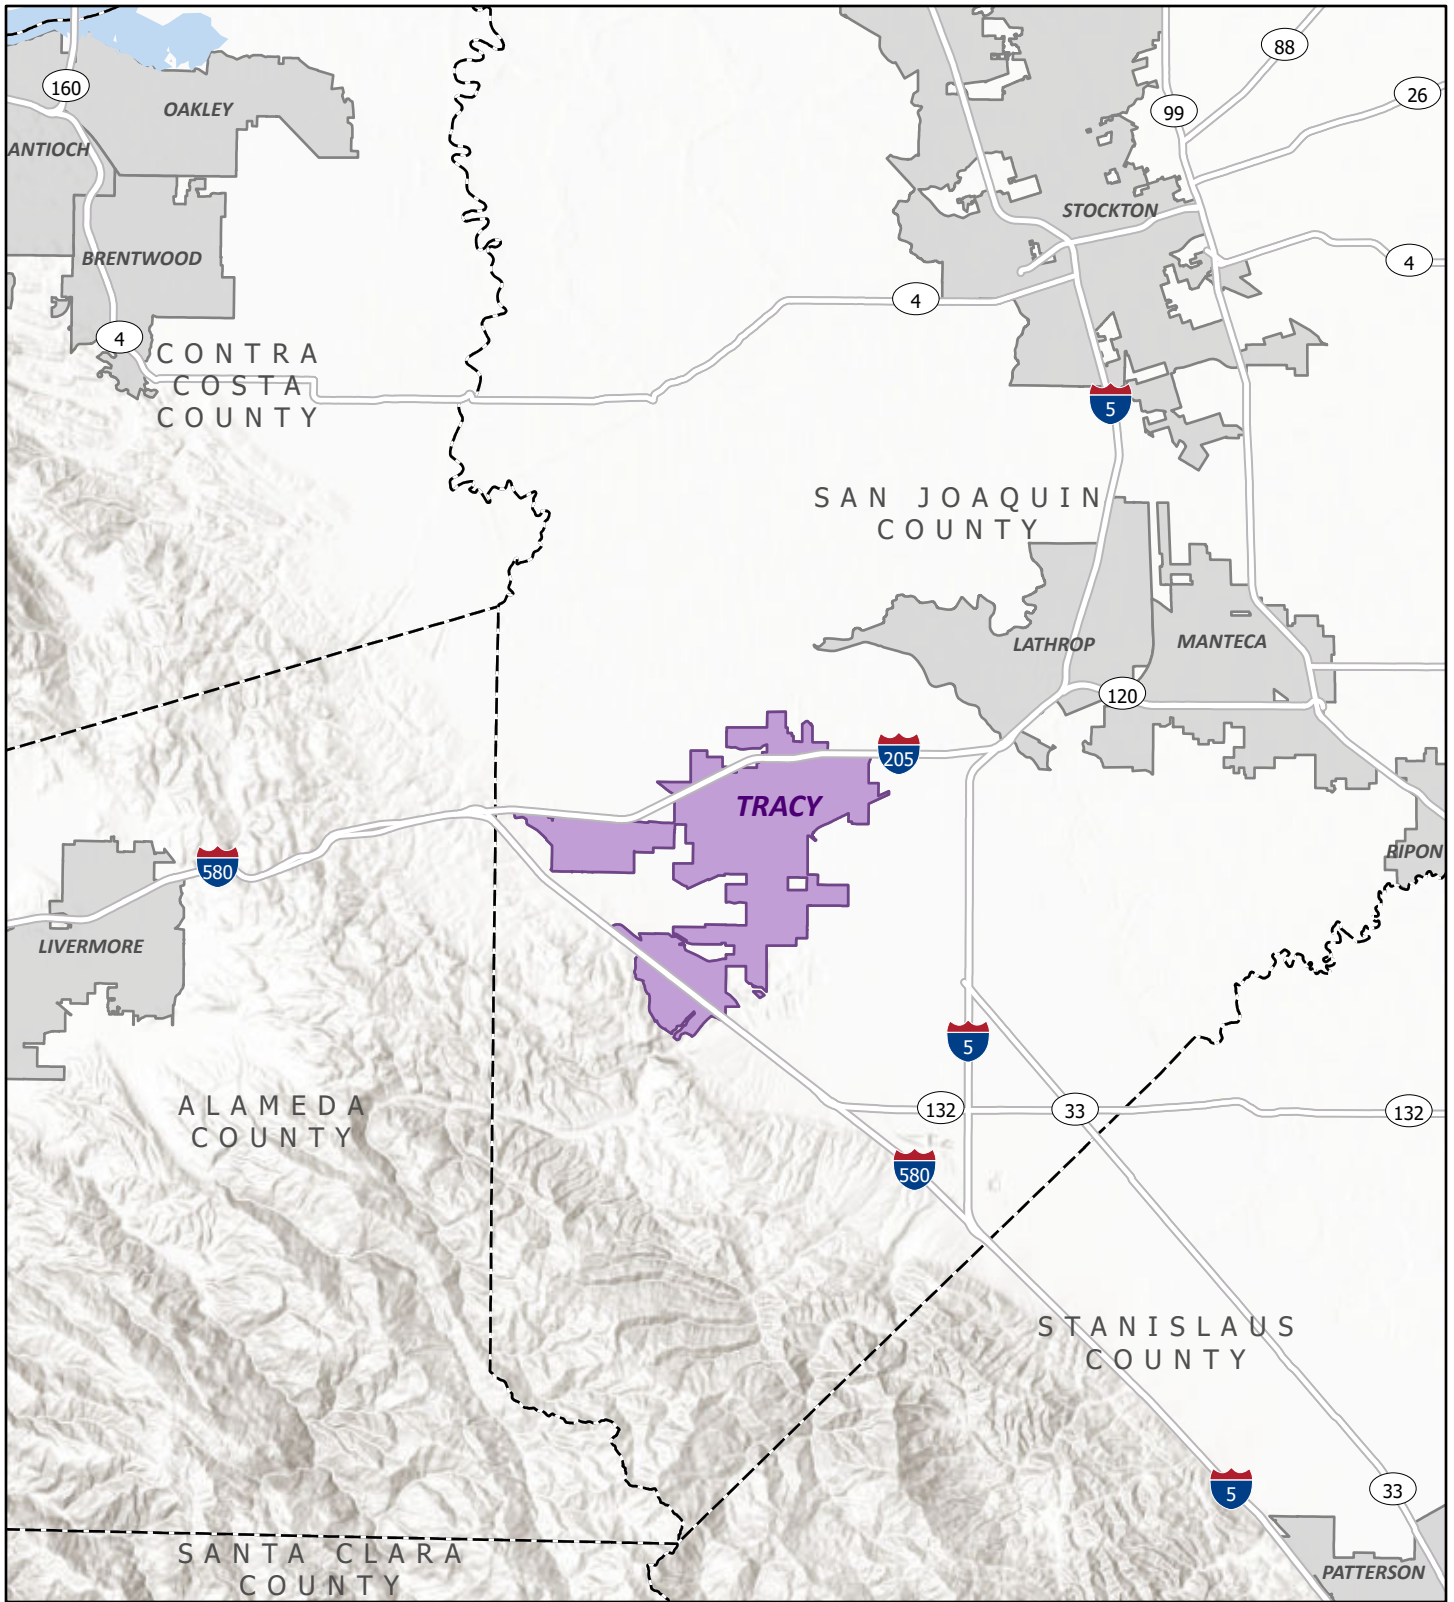 88
160
26
99
OAKLEY
ANTIOCH
STOCKTON
BRENTWOOD
4
4
4
CONTRA
COSTA
COUNTY
5
SAN JOAQUIN
COUNTY
LATHROP
MANTECA
120
205
TRACY
RIPON
580
LIVERMORE
5
ALAMEDA
COUNTY
132
33
132
580
STANISLAUS
COUNTY
5
33
SANTA CLARA
COUNTY
PATTERSON